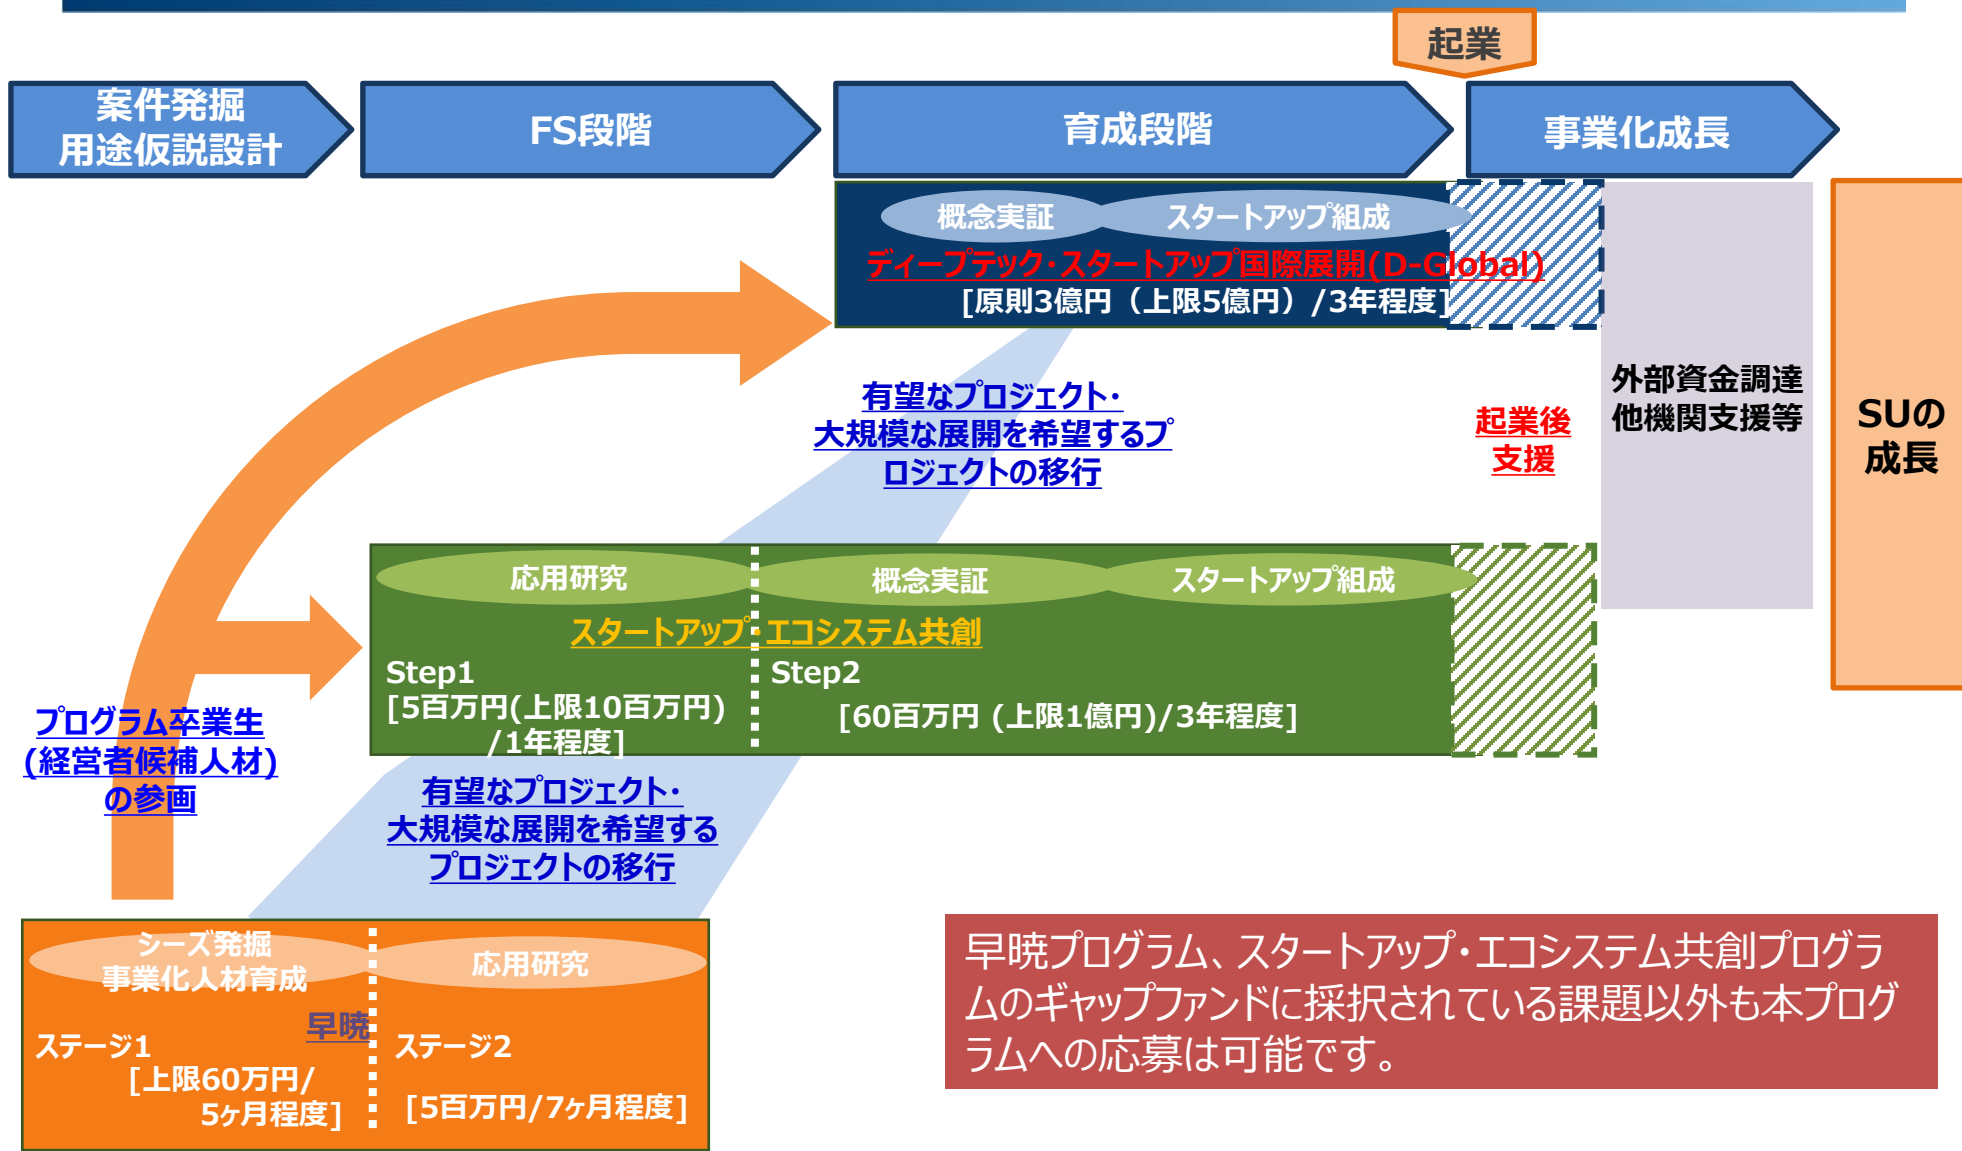 起業
案件発掘
用途仮説設計
FS段階
育成段階
事業化成長
概念実証
スタートアップ組成
ディープテック・スタートアップ国際展開(D-Global)
[原則3億円（上限5億円）/3年程度]
有望なプロジェクト・
大規模な展開を希望するプ
ロジェクトの移行
起業後
支援
外部資金調達
他機関支援等
SUの
成長
応用研究
概念実証
スタートアップ組成
スタートアップ・エコシステム共創
Step1
[5百万円(上限10百万円)
/1年程度]
Step2
[60百万円 (上限1億円)/3年程度]
プログラム卒業生
(経営者候補人材)
の参画
有望なプロジェクト・
大規模な展開を希望する
プロジェクトの移行
シーズ発掘
事業化人材育成
応用研究
早暁
ステージ1
[上限60万円/
5ヶ月程度]
ステージ2
[5百万円/7ヶ月程度]
早暁プログラム、スタートアップ・エコシステム共創プログラ
ムのギャップファンドに採択されている課題以外も本プログ
ラムへの応募は可能です。